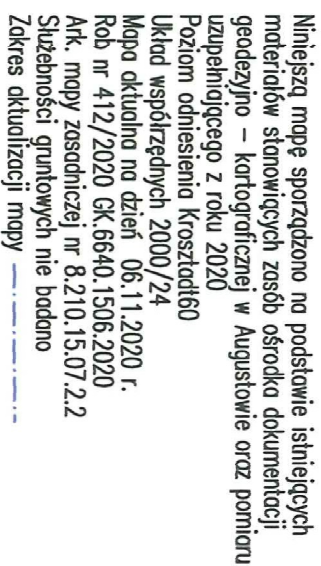 Niniejszą mapę sporządzono na podstawie istniejących
materiałów stanowiących zasób ośrodka dokumentacji
geodezyjno – kartograficznej w Augustowie oraz pomiaru
uzupełniającego z roku 2020
Poziom odniesienia Krosztadt60
Układ współrzędnych 2000/24
Mapa aktualna na dzień 06.11.2020 r.
Rob nr 412/2020 GK.6640.1506.2020
Ark. mapy zasadniczej nr 8.210.15.07.2.2
Służebności gruntowych nie badano
Zakres aktualizacji mapy